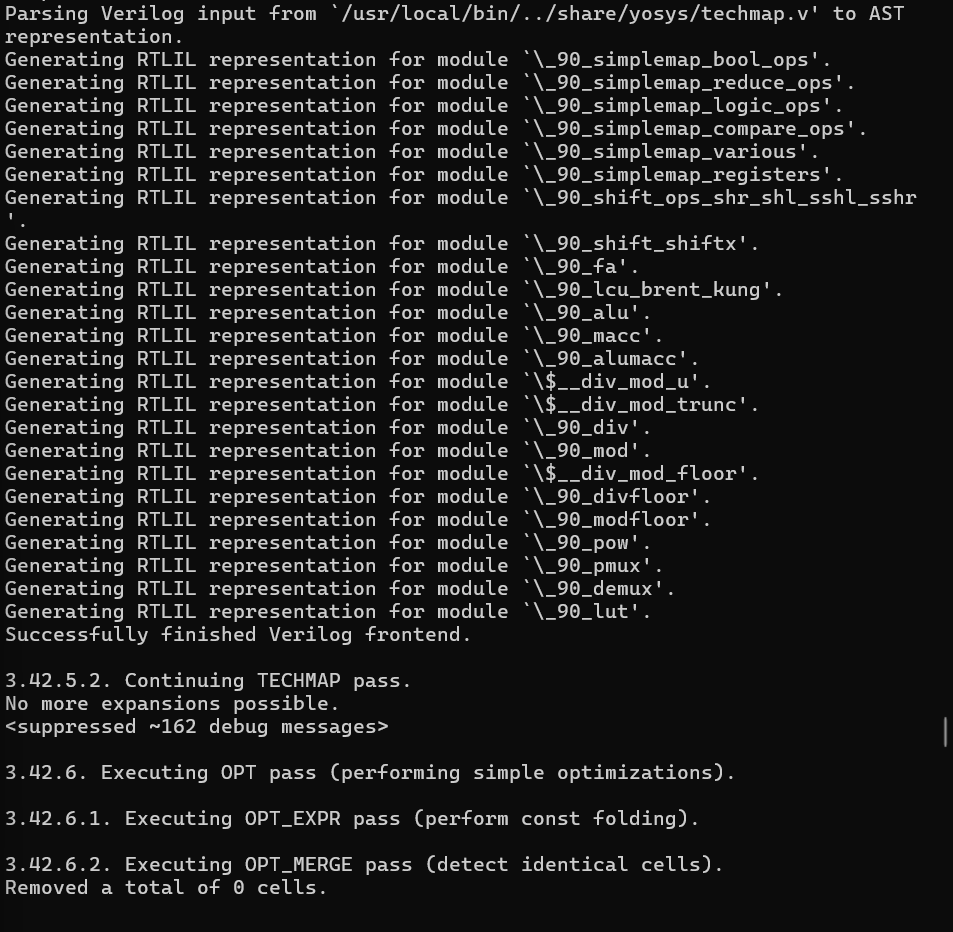 Parsing Verilog input from `/usr/local/bin/../share/yosys/techmap.v' to AST
representation.
Generating RTLIL representation for module `\_90_simplemap_bool_ops'.
Generating RTLIL representation for module `\_90_simplemap_reduce_ops'.
Generating RTLIL representation for module `\_90_simplemap_logic_ops'.
Generating RTLIL representation for module `\_90_simplemap_compare_ops'.
Generating RTLIL representation for module `\_90_simplemap_various'.
Generating RTLIL representation for module `\_90_simplemap_registers'.
Generating RTLIL representation for module `\_90_shift_ops_shr_shl_sshl_sshr
'.
Generating RTLIL representation for module `\_90_shift_shiftx'.
Generating RTLIL representation for module `\_90_fa'.
Generating RTLIL representation for module `\_90_lcu_brent_kung'.
Generating RTLIL representation for module `\_90_alu'.
Generating RTLIL representation for module `\_90_macc'.
Generating RTLIL representation for module `\_90_alumacc'.
Generating RTLIL representation for module `\$__div_mod_u'.
Generating RTLIL representation for module `\$__div_mod_trunc'.
Generating RTLIL representation for module `\_90_div'.
Generating RTLIL representation for module `\_90_mod'.
Generating RTLIL representation for module `\$__div_mod_floor'.
Generating RTLIL representation for module `\_90_divfloor'.
Generating RTLIL representation for module `\_90_modfloor'.
Generating RTLIL representation for module `\_90_pow'.
Generating RTLIL representation for module `\_90_pmux'.
Generating RTLIL representation for module `\_90_demux'.
Generating RTLIL representation for module `\_90_lut'.
Successfully finished Verilog frontend.

3.42.5.2. Continuing TECHMAP pass.
No more expansions possible.
<suppressed ~162 debug messages>

3.42.6. Executing OPT pass (performing simple optimizations).

3.42.6.1. Executing OPT_EXPR pass (perform const folding).

3.42.6.2. Executing OPT_MERGE pass (detect identical cells).
Removed a total of 0 cells.